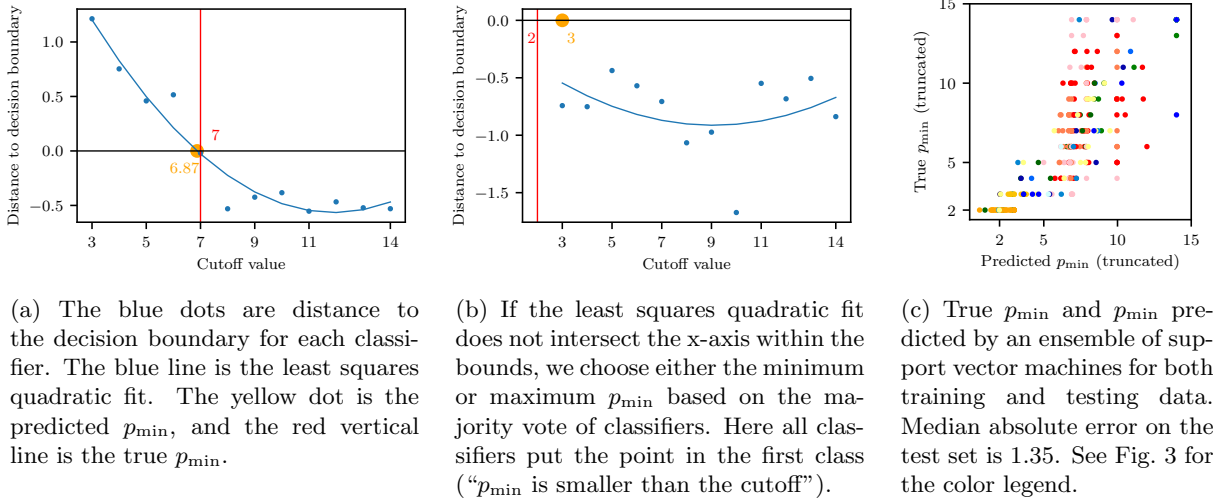 Distance to decision boundary
1.0
0.5
0.0
−0.5
7
6.87
3
5
7
9
11
14
Cutoff value
Distance to decision boundary
0.0
−0.5
−1.0
−1.5
2
3
3
5
7
9
11
14
Cutoff value
True pmin (truncated)
15
10
5
2
2
5
10
15
Predicted pmin (truncated)
(a) The blue dots are distance to
the decision boundary for each classi-
fier. The blue line is the least squares
quadratic fit. The yellow dot is the
predicted pmin, and the red vertical
line is the true pmin.
(b) If the least squares quadratic fit
does not intersect the x-axis within the
bounds, we choose either the minimum
or maximum pmin based on the ma-
jority vote of classifiers. Here all clas-
sifiers put the point in the first class
(“pmin is smaller than the cutoff”).
(c) True pmin and pmin pre-
dicted by an ensemble of sup-
port vector machines for both
training and testing data.
Median absolute error on the
test set is 1.35. See Fig. 3 for
the color legend.